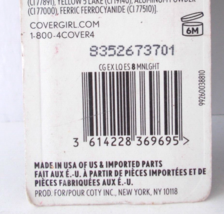 (CI77891), YELLOW 5 LAKE (CI19140), ALUMINUM POWDER
(CI77000), FERRIC FERROCYANIDE (CI77510)].
COVERGIRL.COM
1-800-4COVER4
6M
8352673701
CG EX LQ ES 8 MNLGHT
3 614228 369695 >
99260038810
MADE IN USA OF US & IMPORTED PARTS
FAIT AUX É.-U. À PARTIR DE PIÈCES IMPORTÉES ET DE
PIÈCES FABRIQUÉES AUX É.-U.
PROD. FOR/POUR COTY INC., NEW YORK, NY 10118